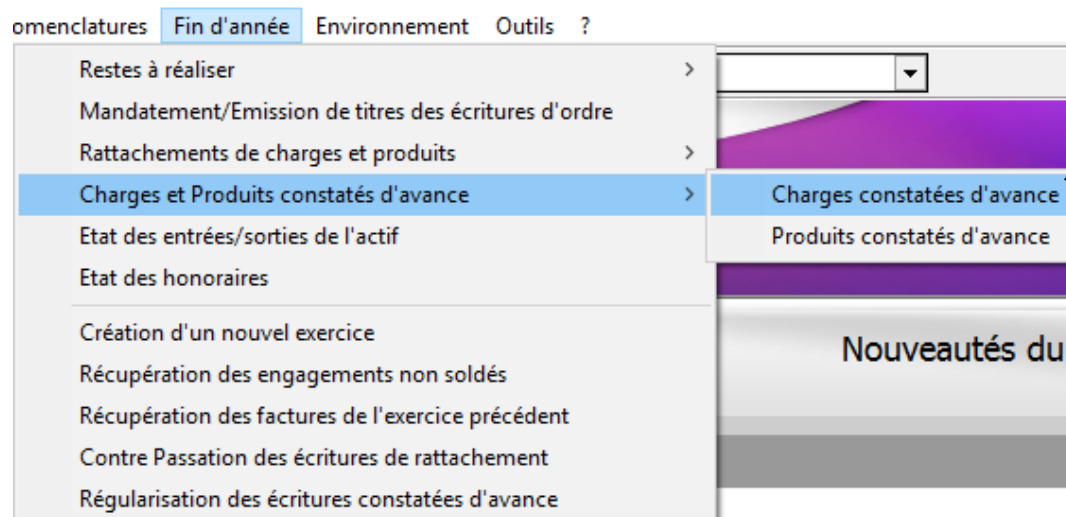 omenclatures Fin d'année Environnement Outils ?
Restes à réaliser >
Mandatement/Emission de titres des écritures d'ordre
Rattachements de charges et produits >
Charges et Produits constatés d'avance > Charges constatées d'avance
Etat des entrées/sorties de l'actif Produits constatés d'avance
Etat des honoraires
Création d'un nouvel exercice
Nouveautés du
Récupération des engagements non soldés
Récupération des factures de l'exercice précédent
Contre Passation des écritures de rattachement
Régularisation des écritures constatées d'avance